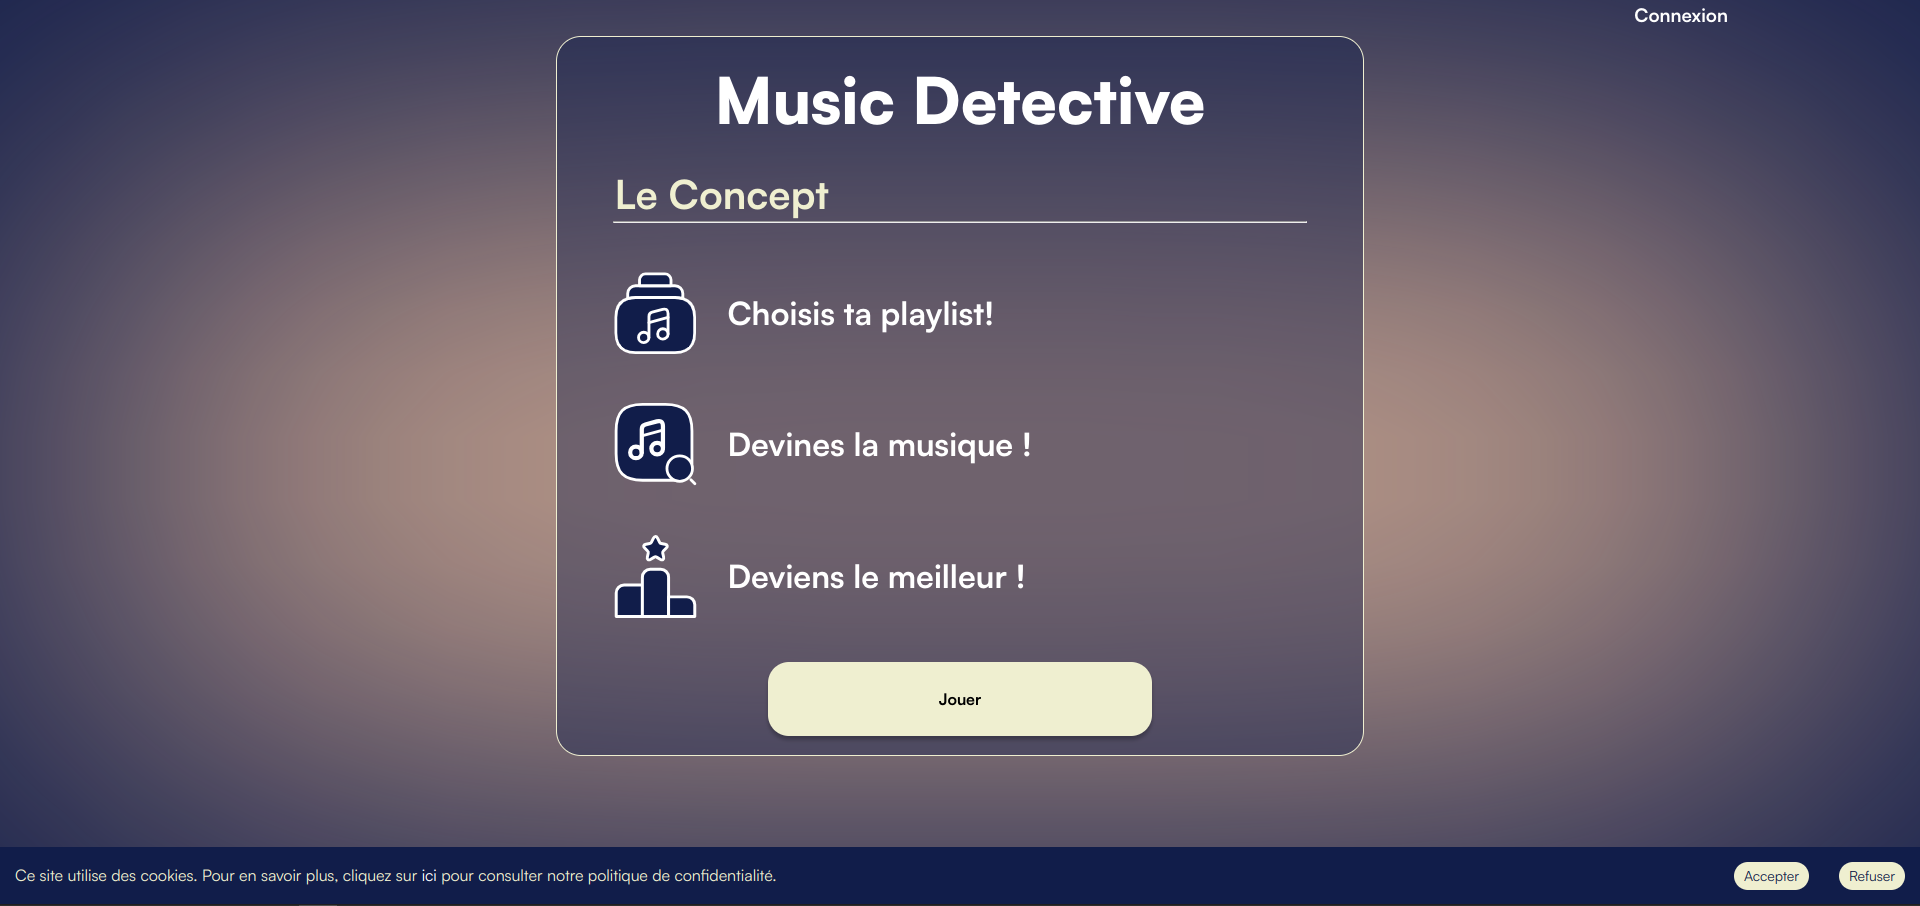 Connexion
Music Detective
Le Concept
Choisis ta playlist!
Devines la musique !
Deviens le meilleur !
Jouer
Ce site utilise des cookies. Pour en savoir plus, cliquez sur ici pour consulter notre politique de confidentialité.
Accepter
Refuser